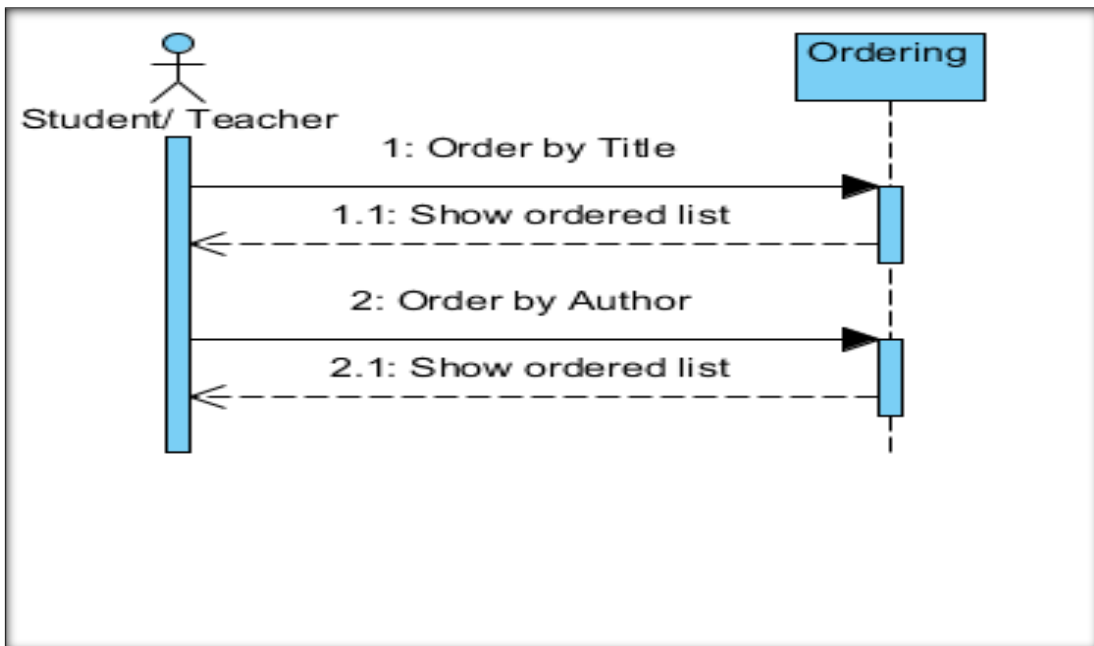 Ordering
Student/ Teacher
1: Order by Title
1.1: Show ordered list
2: Order by Author
2.1: Show ordered list